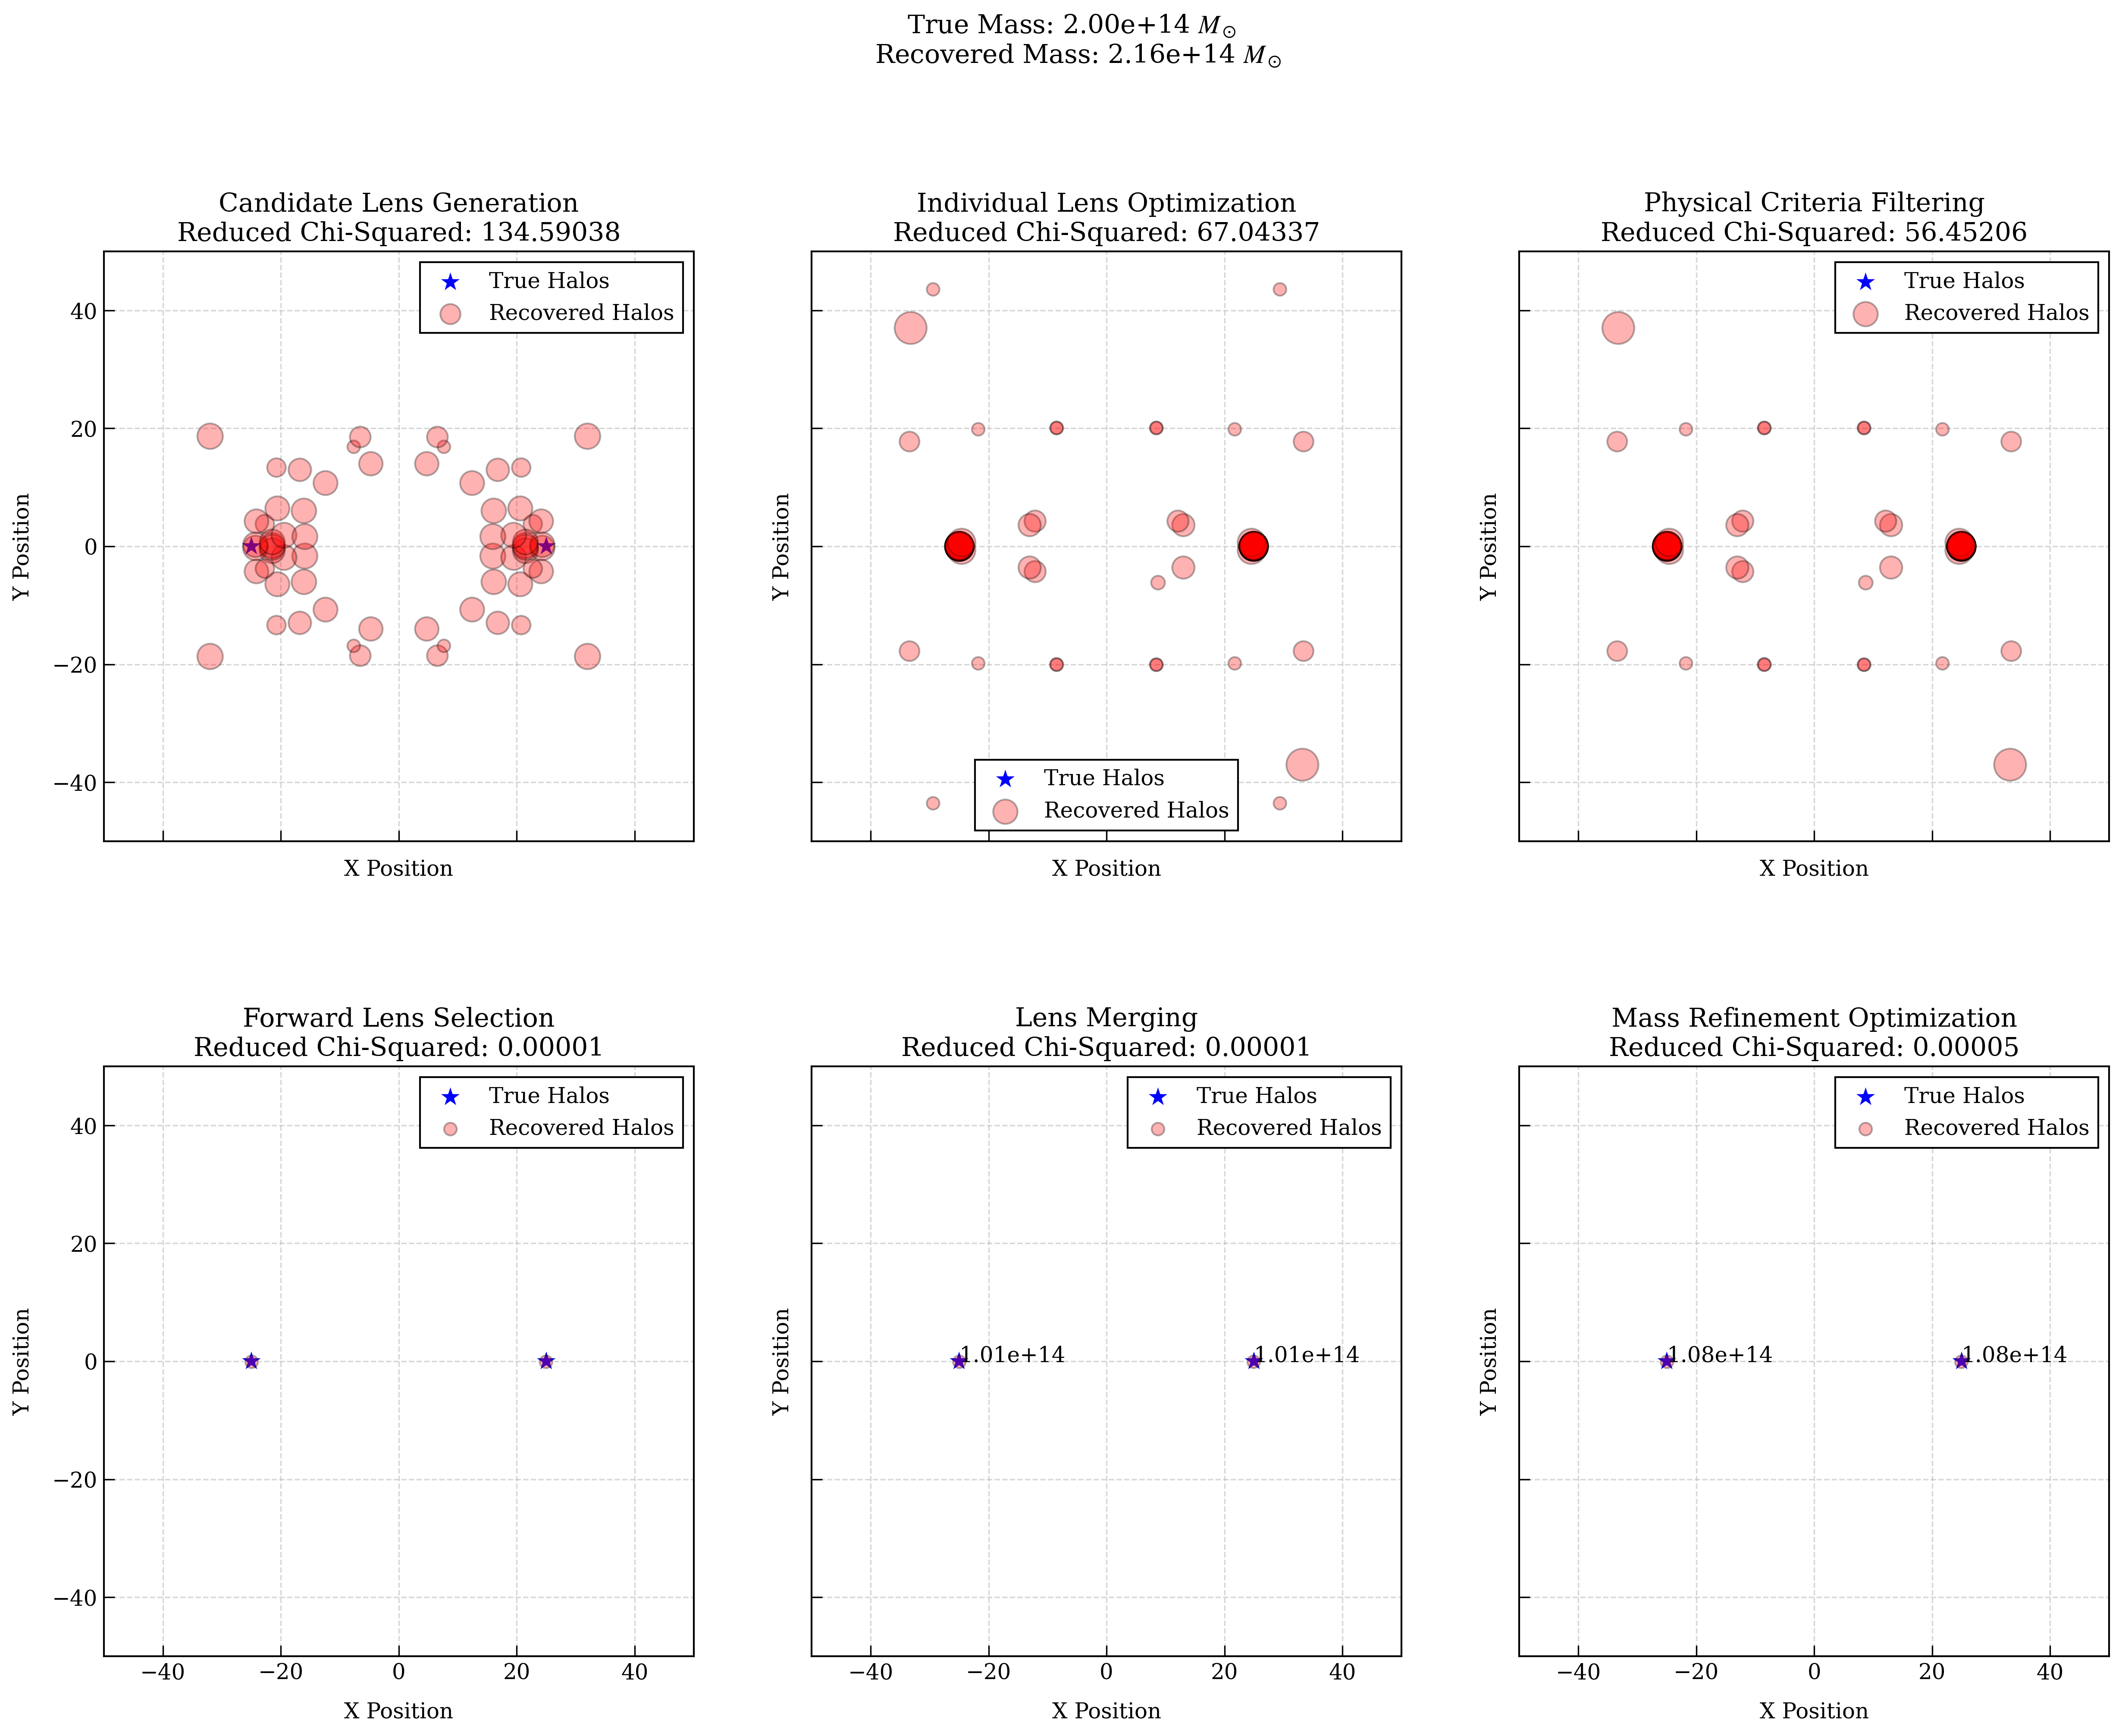 True Mass: 2.00e+14 M⊙
Recovered Mass: 2.16e+14 M⊙
Candidate Lens Generation
Reduced Chi-Squared: 134.59038
True Halos
Recovered Halos
40
20
0
−20
−40
Y Position
X Position
Individual Lens Optimization
Reduced Chi-Squared: 67.04337
True Halos
Recovered Halos
Y Position
X Position
Physical Criteria Filtering
Reduced Chi-Squared: 56.45206
True Halos
Recovered Halos
Y Position
X Position
Forward Lens Selection
Reduced Chi-Squared: 0.00001
True Halos
Recovered Halos
40
20
0
−20
−40
Y Position
−40 −20 0 20 40
X Position
Lens Merging
Reduced Chi-Squared: 0.00001
True Halos
Recovered Halos
1.01e+14 1.01e+14
Y Position
−40 −20 0 20 40
X Position
Mass Refinement Optimization
Reduced Chi-Squared: 0.00005
True Halos
Recovered Halos
1.08e+14 1.08e+14
Y Position
−40 −20 0 20 40
X Position